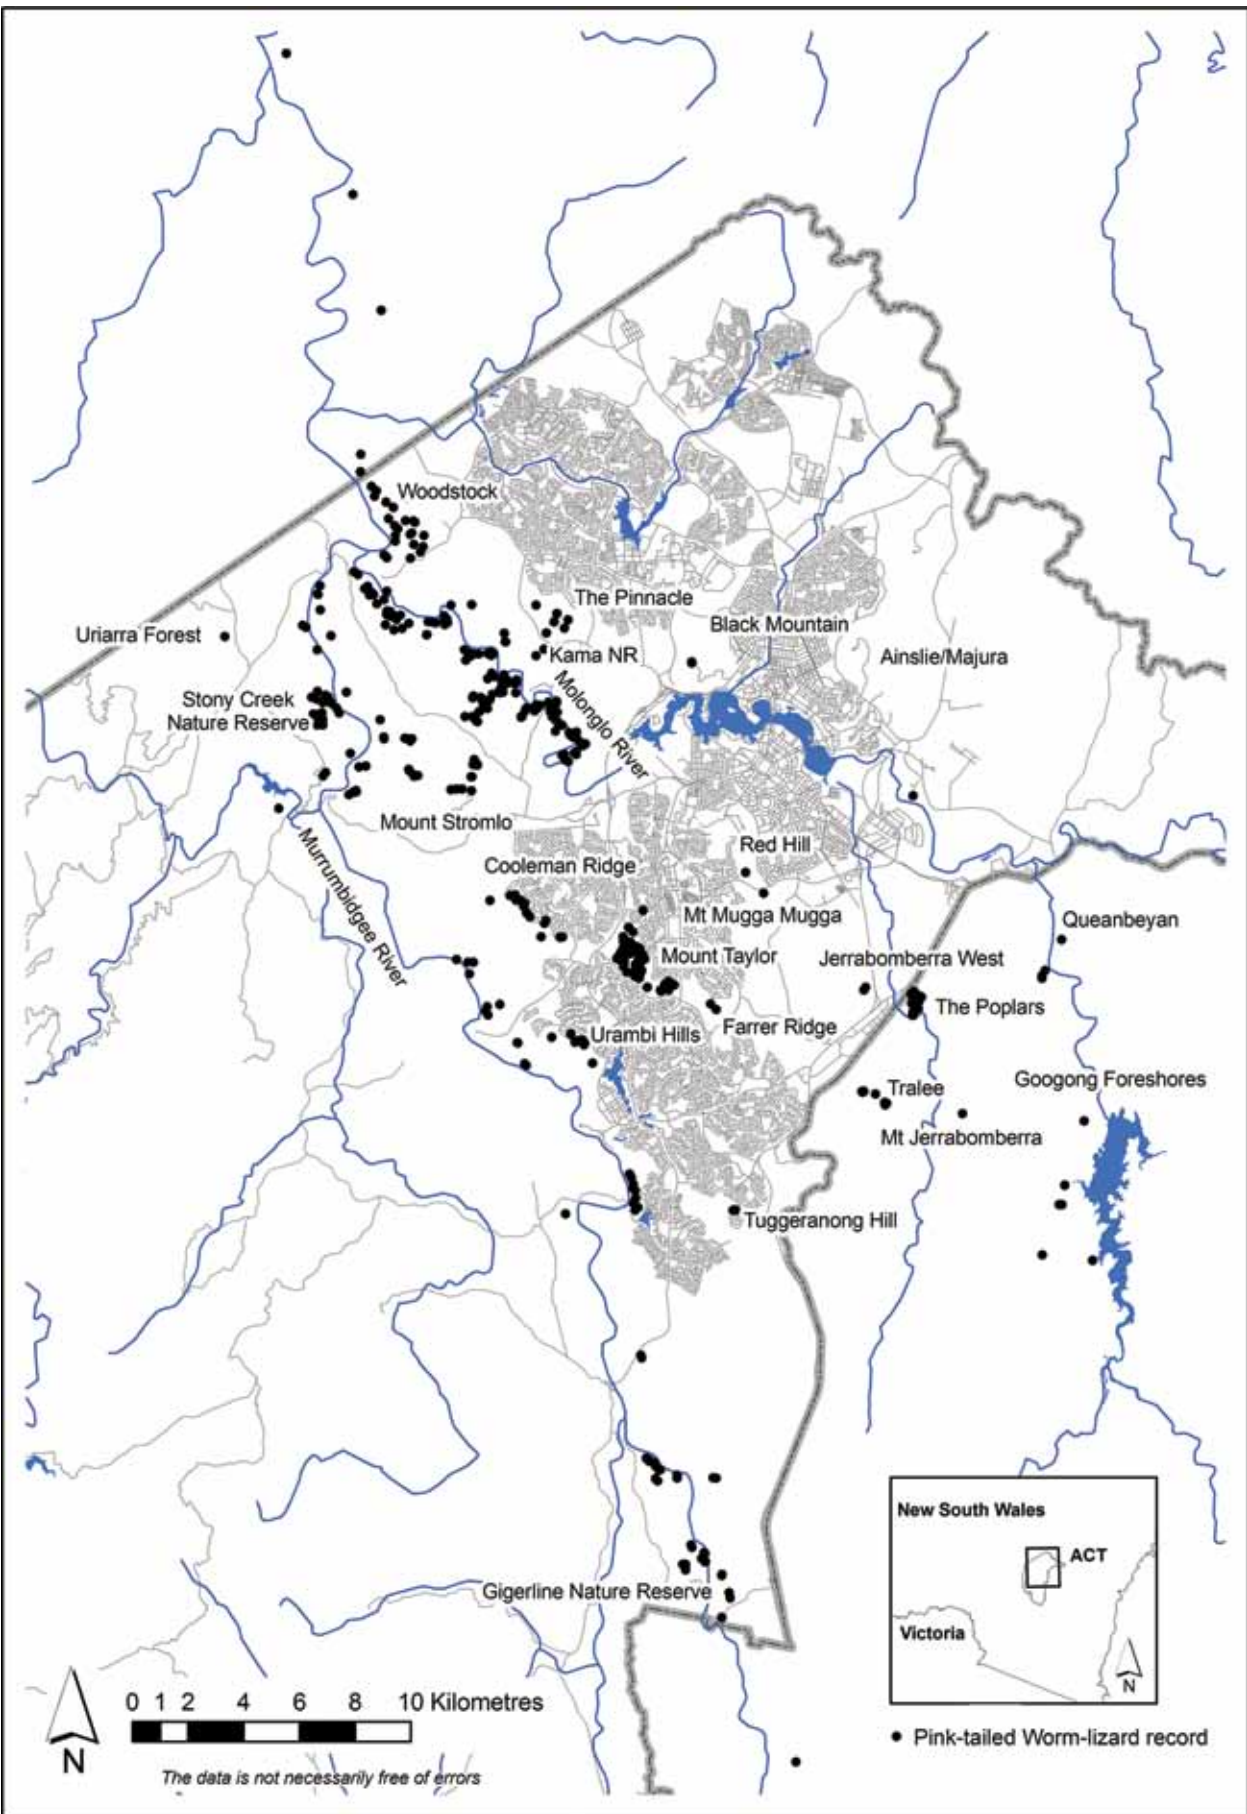 Woodstock
The Pinnacle
Black Mountain
Uriarra Forest
Kama NR
Ainslie/Majura
Stony Creek
Nature Reserve
Molonglo River
Mount Stromlo
Red Hill
Cooleman Ridge
Murrumbidgee River
Mt Mugga Mugga
Queanbeyan
Mount Taylor
Jerrabomberra West
The Poplars
Farrer Ridge
Urambi Hills
Googong Foreshores
Tralee
Mt Jerrabomberra
Tuggeranong Hill
New South Wales
ACT
Gigerline Nature Reserve
Victoria
N
0 1 2 4 6 8 10 Kilometres
Pink-tailed Worm-lizard record
N
The data is not necessarily free of errors